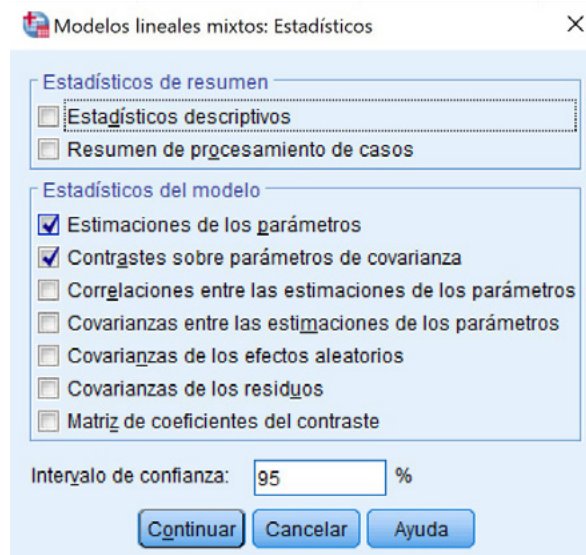 Modelos lineales mixtos: Estadísticos
Estadísticos de resumen
Estadísticos descriptivos
Resumen de procesamiento de casos
Estadísticos del modelo
Estimaciones de los parámetros
Contrastes sobre parámetros de covarianza
Correlaciones entre las estimaciones de los parámetros
Covarianzas entre las estimaciones de los parámetros
Covarianzas de los efectos aleatorios
Covarianzas de los residuos
Matriz de coeficientes del contraste
Intervalo de confianza: 95 %
Continuar Cancelar Ayuda